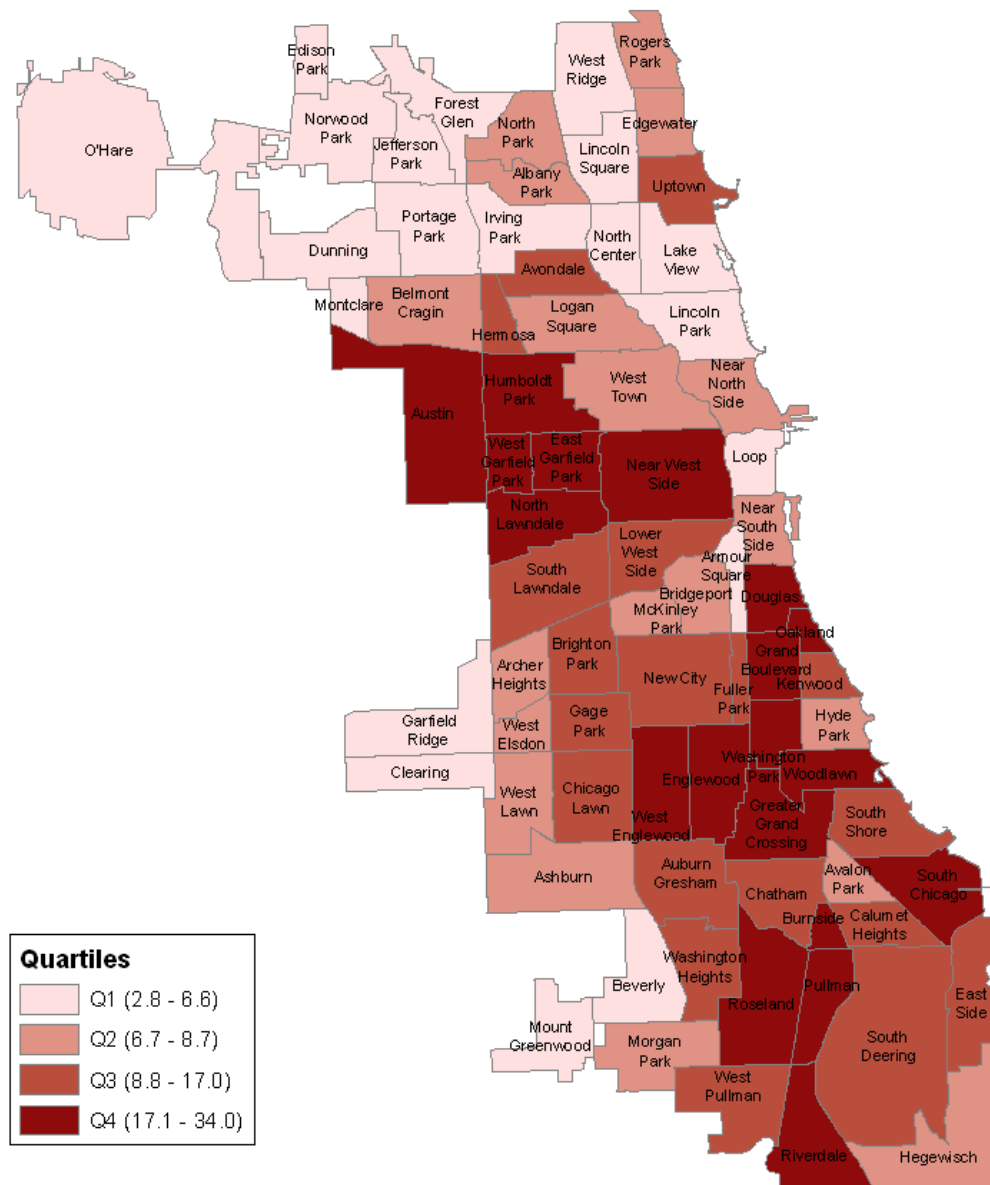 Edison
Park
Rogers
Park
West
Ridge
O'Hare
Norwood
Park
Forest
Glen
North
Park
Edgewater
Jefferson
Park
Lincoln
Square
Albany
Park
Uptown
Portage
Park
Irving
Park
North
Center
Lake
View
Dunning
Avondale
Montclare
Belmont
Cragin
Logan
Square
Lincoln
Park
Hermosa
Near
North
Side
Humboldt
Park
West
Town
Austin
West
Garfield
Park
East
Garfield
Park
Near West
Side
Loop
North
Lawndale
Near
South
Side
Lower
West
Side
Armour
Square
South
Lawndale
Bridgeport
Douglas
McKinley
Park
Oakland
Brighton
Park
Grand
Boulevard
Archer
Heights
New City
Fuller
Park
Kenwood
Garfield
Ridge
West
Elsdon
Gage
Park
Hyde
Park
Washington
Park
Clearing
Englewood
Woodlawn
West
Lawn
Chicago
Lawn
West
Englewood
Greater
Grand
Crossing
South
Shore
Ashburn
Auburn
Gresham
Avalon
Park
South
Chicago
Chatham
Burnside
Calumet
Heights
Washington
Heights
Beverly
Pullman
Roseland
East
Side
Mount
Greenwood
Morgan
Park
South
Deering
West
Pullman
Riverdale
Hegewisch
Quartiles
Q1 (2.8 - 6.6)
Q2 (6.7 - 8.7)
Q3 (8.8 - 17.0)
Q4 (17.1 - 34.0)